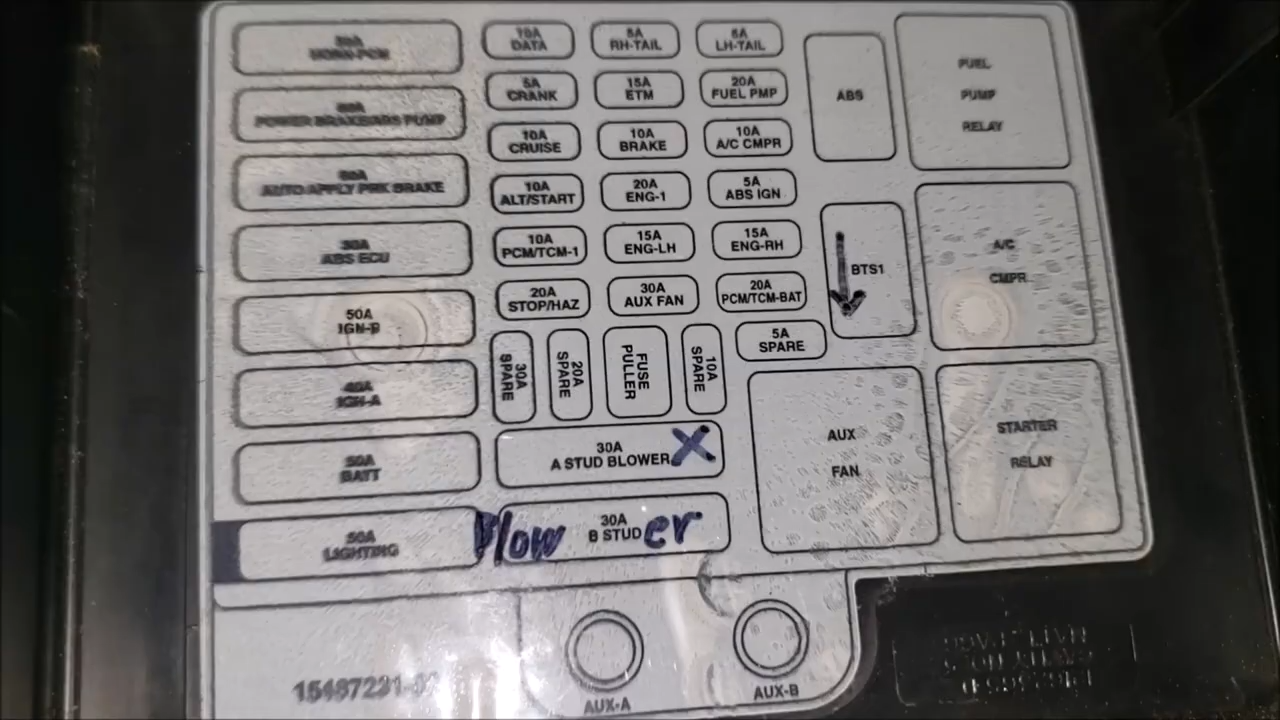 HORN-PCM
POWER BRAKE/ABS PUMP
AUTO APPLY PRK BRAKE
30A
ABS ECU
50A
IGN-B
40A
IGN-A
50A
BATT
50A
LIGHTING
10A
DATA
5A
RH-TAIL
5A
LH-TAIL
5A
CRANK
15A
ETM
20A
FUEL PMP
10A
CRUISE
10A
BRAKE
10A
A/C CMPR
10A
ALT/START
20A
ENG-1
5A
ABS IGN
10A
PCM/TCM-1
15A
ENG-LH
15A
ENG-RH
20A
STOP/HAZ
30A
AUX FAN
20A
PCM/TCM-BAT
30A
SPARE
20A
SPARE
FUSE
PULLER
10A
SPARE
5A
SPARE
30A
A STUD BLOWER X
30A
Blow B STUD er
ABS
BTS1
FUEL
PUMP
RELAY
A/C
CMPR
AUX
FAN
STARTER
RELAY
AUX-A
AUX-B